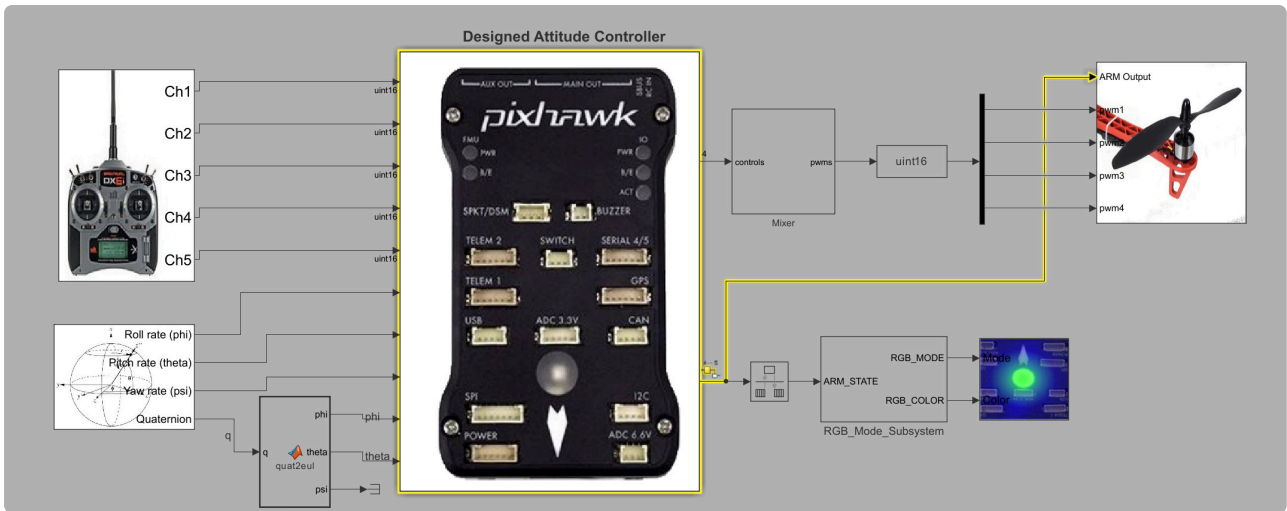 Designed Attitude Controller
Ch1
Ch2
Ch3
Ch4
Ch5
uint16
uint16
uint16
uint16
uint16
DX6i
Roll rate (phi)
Pitch rate (theta)
Yaw rate (psi)
Quaternion
q
q
phi
theta
psi
quat2eul
phi
theta
AUX OUT
MAIN OUT
SBUS
RC IN
pixhawk
FMU
IO
PWR
PWR
B/E
B/E
ACT
SPKT/DSM
BUZZER
TELEM 2
SWITCH
SERIAL 4/5
TELEM 1
GPS
USB
ADC 3.3V
CAN
SPI
I2C
POWER
ADC 6.6V
4
controls
pwms
Mixer
uint16
ARM Output
pwm1
pwm2
pwm3
pwm4
ARM_STATE
RGB_MODE
RGB_COLOR
RGB_Mode_Subsystem
Mode
Color